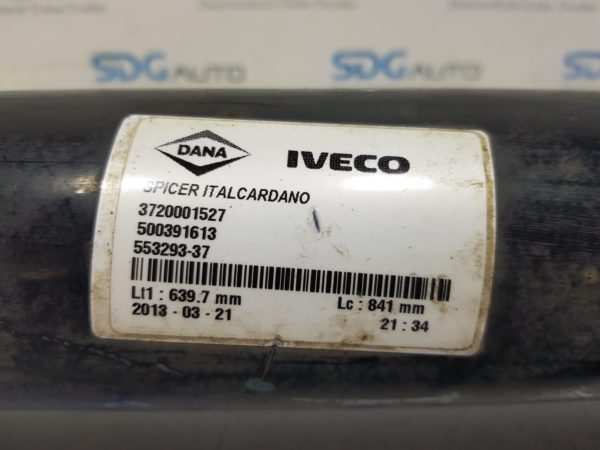 SDG AUTO
SDG AUTO
DANA IVECO
SPICER ITALCARDANO
3720001527
500391613
553293-37
Lt1 : 639.7 mm Lc : 841 mm
2013 - 03 - 21 21 : 34